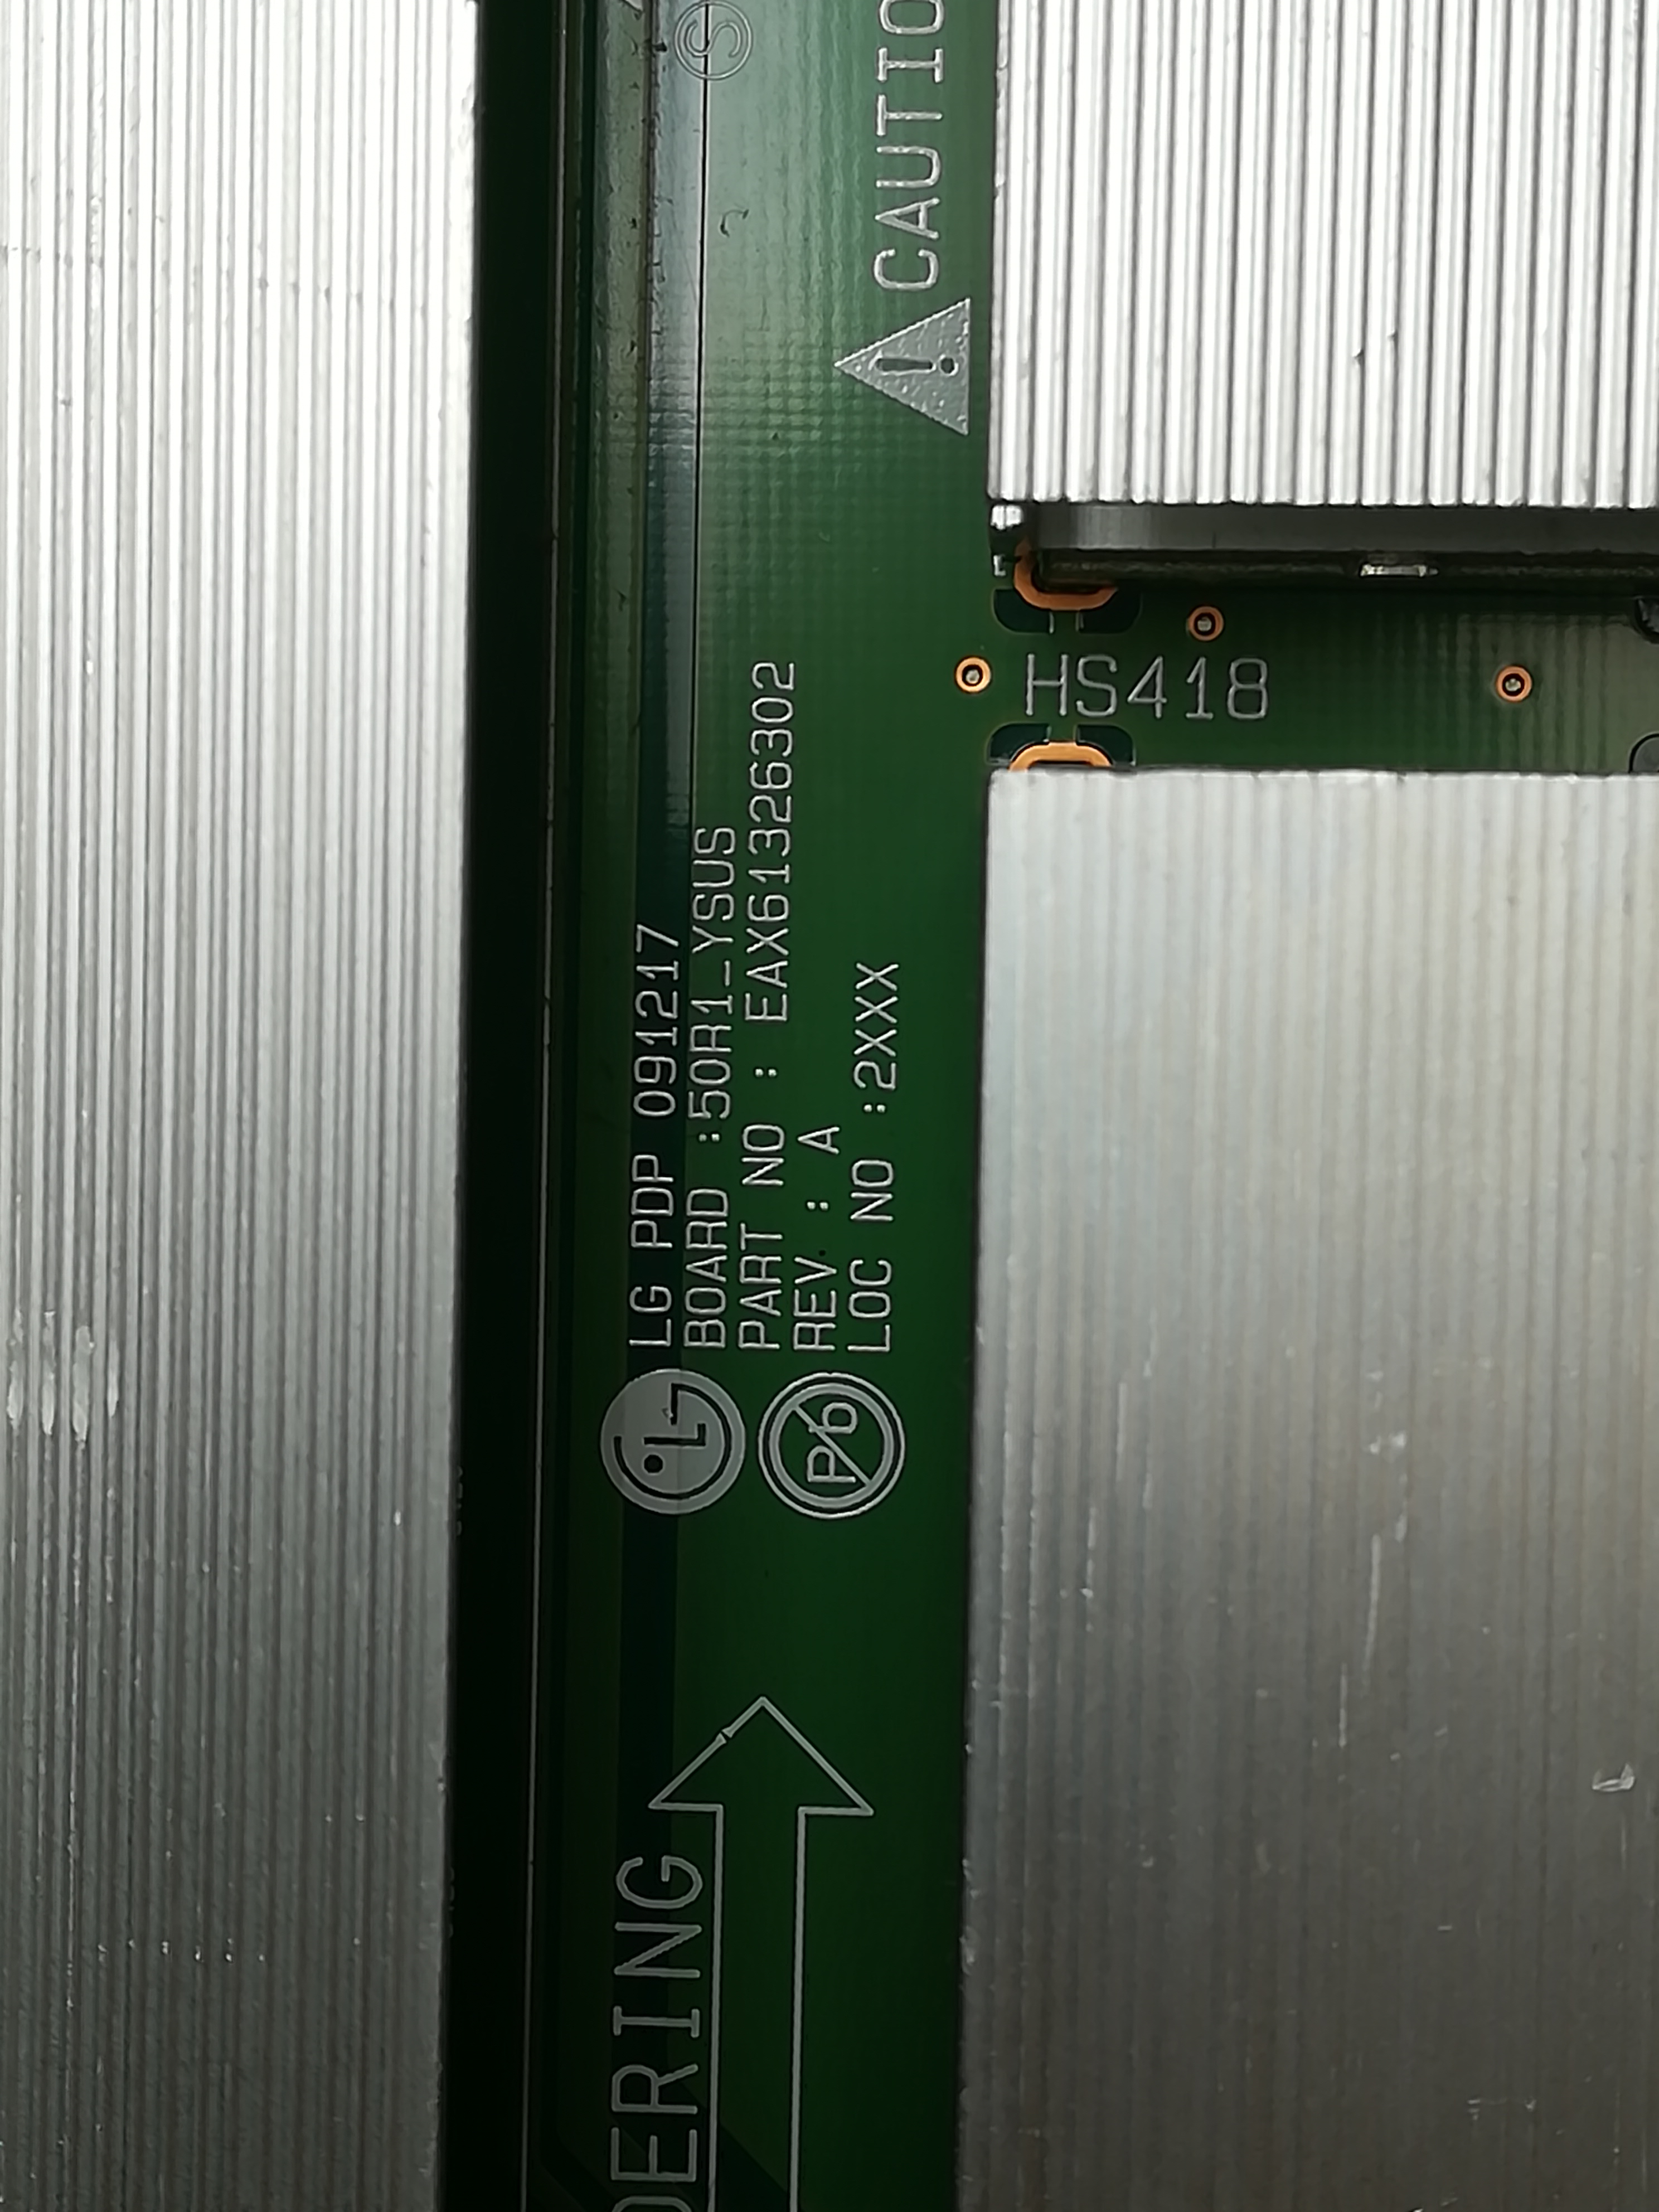 LG PDP 091217
BOARD :50R1_YSUS
PART NO : EAX61326302
REV. : A
LOC NO :2XXX
Pb
HS418
CAUTIO
DERING
S